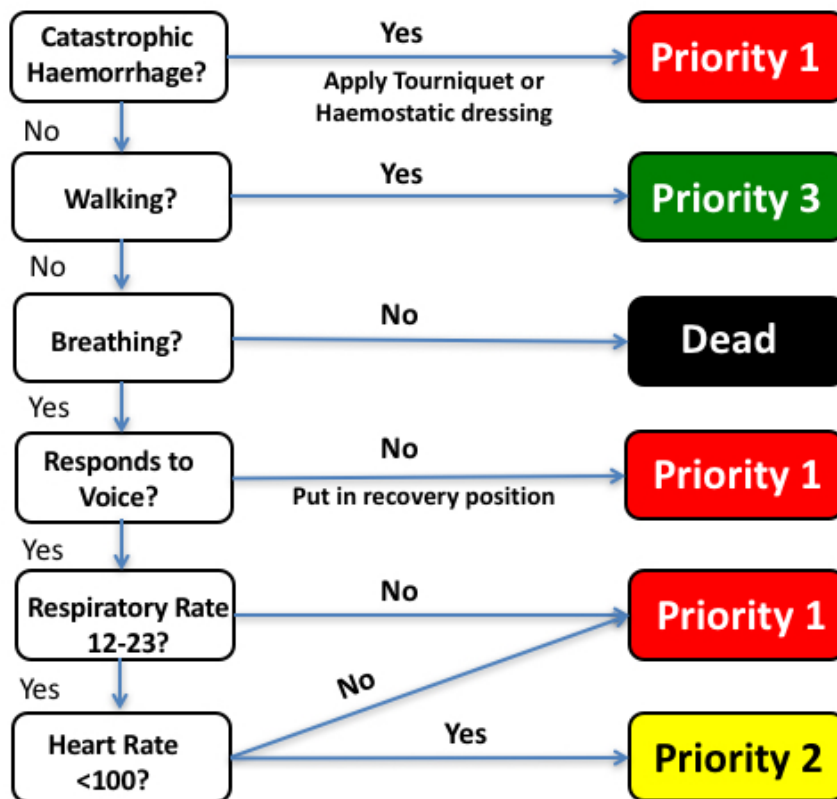 Catastrophic
Haemorrhage?
Yes
Apply Tourniquet or
Haemostatic dressing
Priority 1
No
Walking?
Yes
Priority 3
No
Breathing?
No
Dead
Yes
Responds to
Voice?
No
Put in recovery position
Priority 1
Yes
Respiratory Rate
12-23?
No
Priority 1
Yes
No
Heart Rate
<100?
Yes
Priority 2